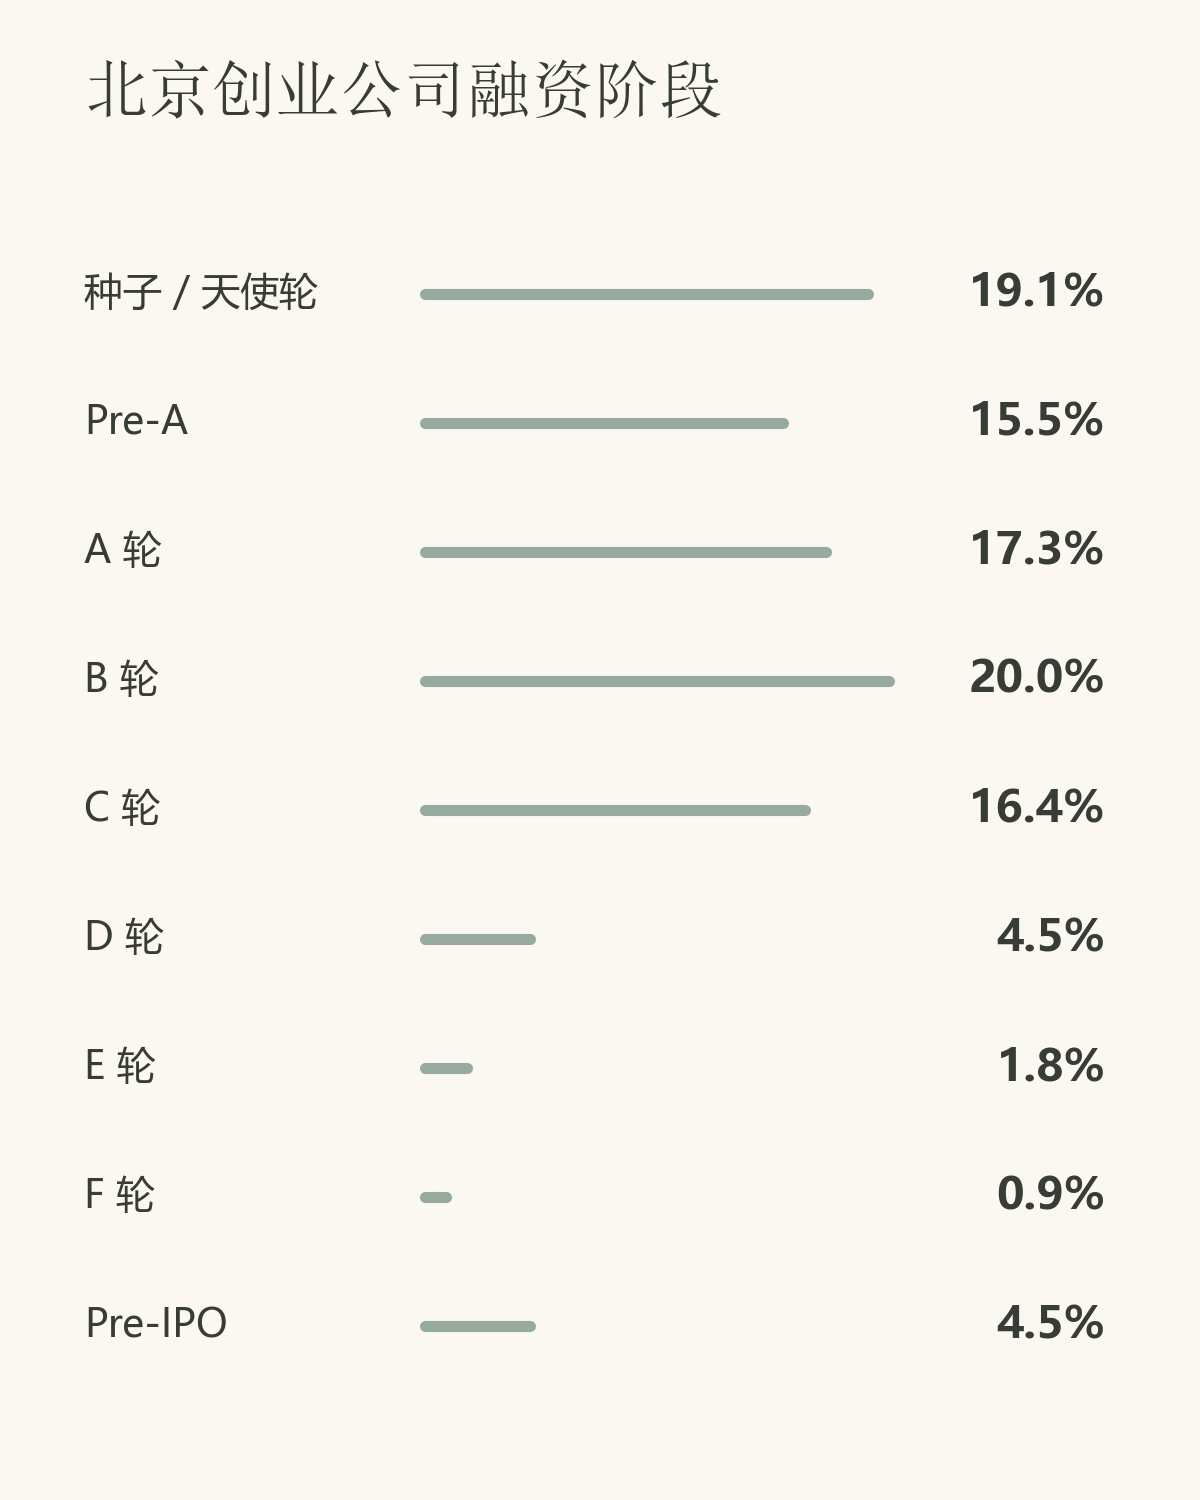 北京创业公司融资阶段
种子 / 天使轮 19.1%
Pre-A 15.5%
A 轮 17.3%
B 轮 20.0%
C 轮 16.4%
D 轮 4.5%
E 轮 1.8%
F 轮 0.9%
Pre-IPO 4.5%